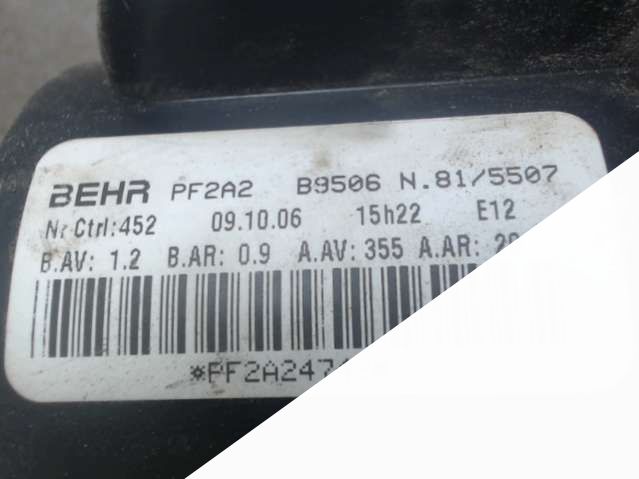 BEHR PF2A2 B9506 N.81/5507
Nr Ctrl:452 09.10.06 15h22 E12
B.AV: 1.2 B.AR: 0.9 A.AV: 355 A.AR: